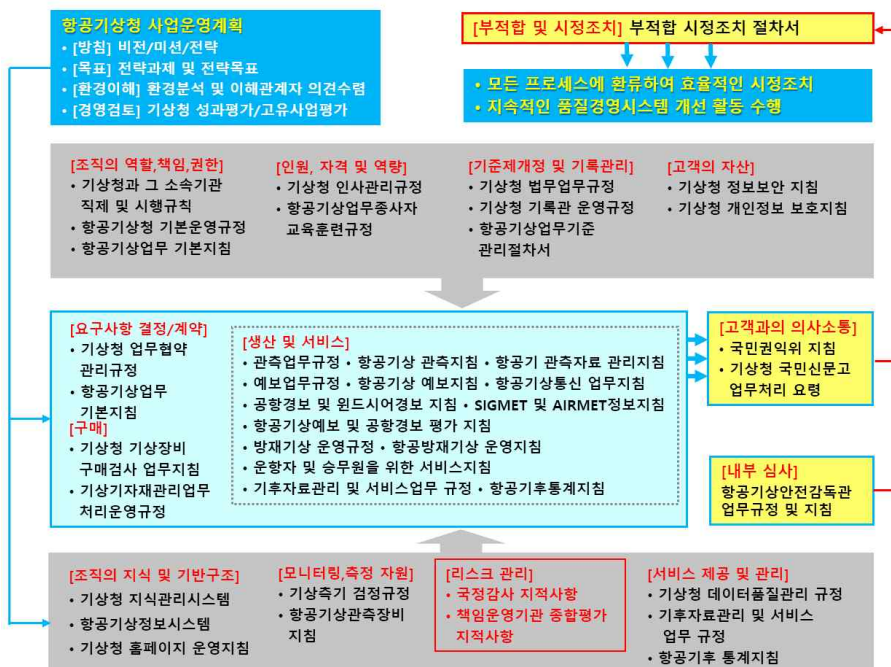 항공기상청 사업운영계획
• [방침] 비전/미션/전략
• [목표] 전략과제 및 전략목표
• [환경이해] 환경분석 및 이해관계자 의견수렴
• [경영검토] 기상청 성과평가/고유사업평가
[부적합 및 시정조치] 부적합 시정조치 절차서
• 모든 프로세스에 환류하여 효율적인 시정조치
• 지속적인 품질경영시스템 개선 활동 수행
[조직의 역할,책임,권한]
• 기상청과 그 소속기관
직제 및 시행규칙
• 항공기상청 기본운영규정
• 항공기상업무 기본지침
[인원, 자격 및 역량]
• 기상청 인사관리규정
• 항공기상업무종사자
교육훈련규정
[기준제개정 및 기록관리]
• 기상청 법무업무규정
• 기상청 기록관 운영규정
• 항공기상업무기준
관리절차서
[고객의 자산]
• 기상청 정보보안 지침
• 기상청 개인정보 보호지침
[요구사항 결정/계약]
• 기상청 업무협약
관리규정
• 항공기상업무
기본지침
[구매]
• 기상청 기상장비
구매검사 업무지침
• 기상기자재관리업무
처리운영규정
[생산 및 서비스]
• 관측업무규정 • 항공기상 관측지침 • 항공기 관측자료 관리지침
• 예보업무규정 • 항공기상 예보지침 • 항공기상통신 업무지침
• 공항경보 및 윈드시어경보 지침 • SIGMET 및 AIRMET정보지침
• 항공기상예보 및 공항경보 평가 지침
• 방재기상 운영규정 • 항공방재기상 운영지침
• 운항자 및 승무원을 위한 서비스지침
• 기후자료관리 및 서비스업무 규정 • 항공기후통계지침
[고객과의 의사소통]
• 국민권익위 지침
• 기상청 국민신문고
업무처리 요령
[내부 심사]
항공기상안전감독관
업무규정 및 지침
[조직의 지식 및 기반구조]
• 기상청 지식관리시스템
• 항공기상정보시스템
• 기상청 홈페이지 운영지침
[모니터링,측정 자원]
• 기상측기 검정규정
• 항공기상관측장비
지침
[리스크 관리]
• 국정감사 지적사항
• 책임운영기관 종합평가
지적사항
[서비스 제공 및 관리]
• 기상청 데이터품질관리 규정
• 기후자료관리 및 서비스
업무 규정
• 항공기후 통계지침